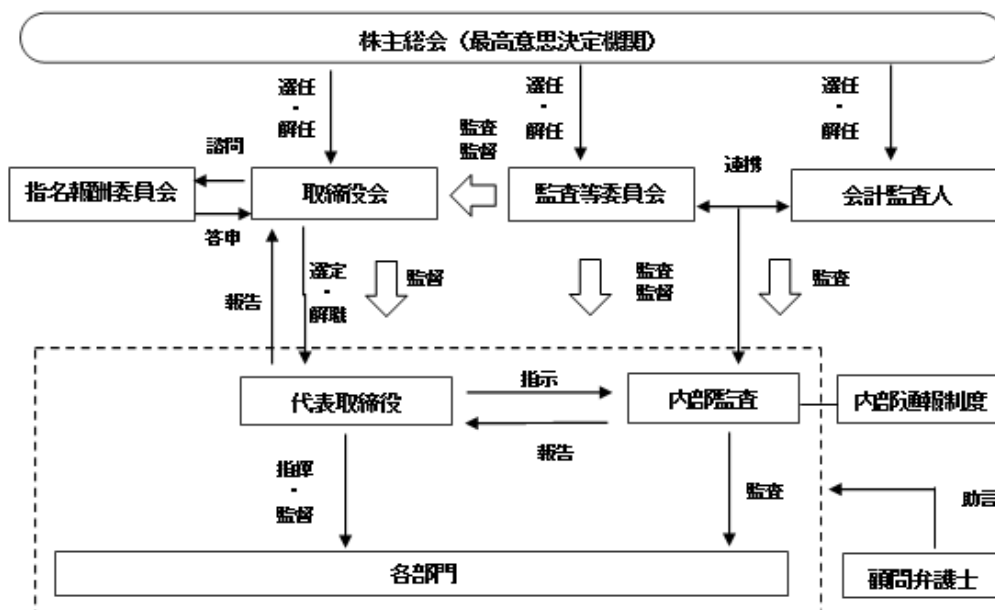 株主総会（最高意思決定機関）
選任
・
解任
選任
・
解任
選任
・
解任
諮問
監査
監督
連携
指名報酬委員会
取締役会
監査等委員会
会計監査人
答申
報告
選定
・
解職
監督
監査
監督
監査
代表取締役
指示
内部監査
内部通報制度
報告
指揮
・
監督
監査
助言
各部門
顧問弁護士